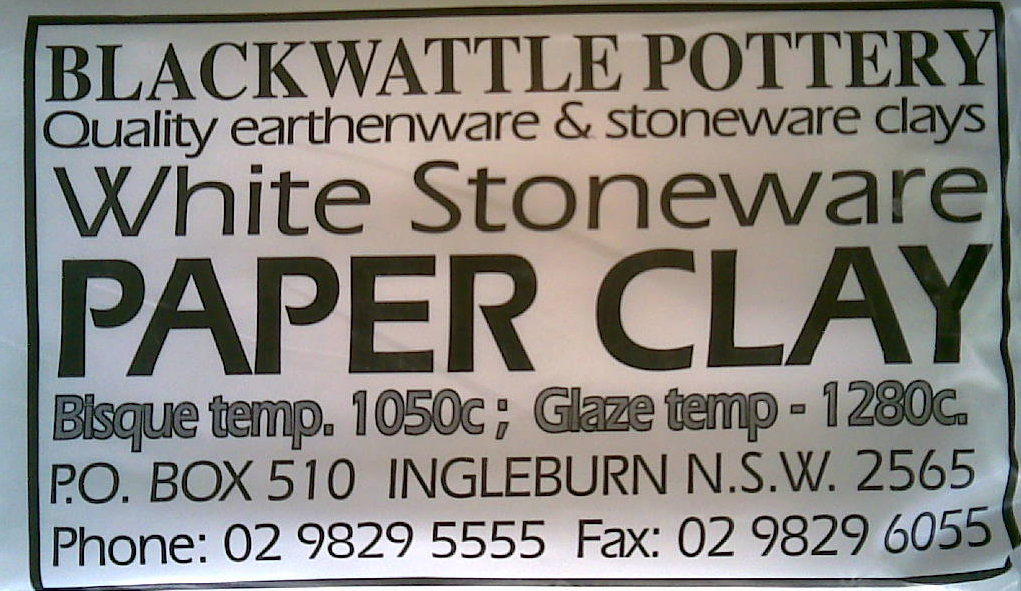 BLACKWATTLE POTTERY
Quality earthenware & stoneware clays
White Stoneware
PAPER CLAY
Bisque temp. 1050c; Glaze temp - 1280c.
P.O. BOX 510 INGLEBURN N.S.W. 2565
Phone: 02 9829 5555 Fax: 02 9829 6055